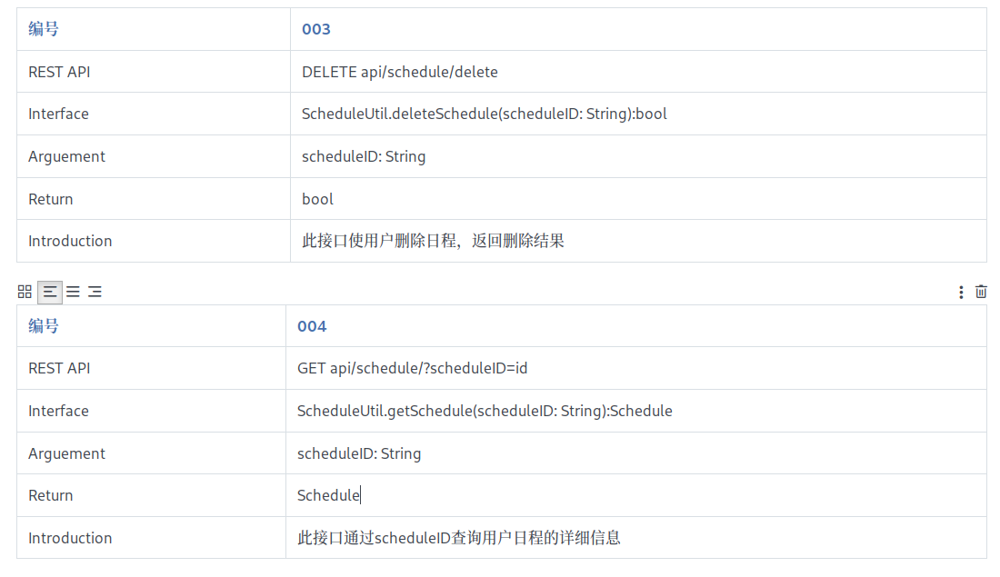 编号 003
REST API DELETE api/schedule/delete
Interface ScheduleUtil.deleteSchedule(scheduleID: String):bool
Arguement scheduleID: String
Return bool
Introduction 此接口使用户删除日程，返回删除结果
编号 004
REST API GET api/schedule/?scheduleID=id
Interface ScheduleUtil.getSchedule(scheduleID: String):Schedule
Arguement scheduleID: String
Return Schedule
Introduction 此接口通过scheduleID查询用户日程的详细信息